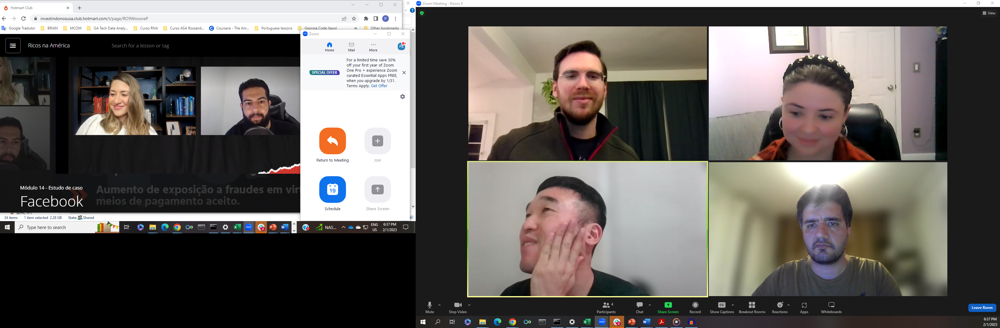 Hotmart Club
investindonosusa.club.hotmart.com/t/page/RO9WooxveP
P
Google Tradutor
BRIAN
MCOM
GA Tech Data Analy...
Curso RNA
Curso ASA Rossand...
Coursera - The Am...
Portuguese lessons
Georgia Code (laws)
»
Other bookmarks
Ricos na América
Search for a lesson or tag
Módulo 14 - Estudo de caso
Facebook
Aumento de exposição a fraudes em virt
meios de pagamento aceito.
34 items
1 item selected 2.28 GB
State: Shared
Zoom
Home
Mail
More
PB
SPECIAL OFFER
For a limited time save 30%
off your first year of Zoom
One Pro + experience Zoom
curated Essential Apps FREE,
when you upgrade by 1/31.
Terms Apply. Get Offer
Return to Meeting
Join
19
Schedule
Share Screen
Type here to search
NAS...
ENG
US
6:37 PM
2/1/2023
Zoom Meeting - Room 8
View
Mute
Stop Video
4
Participants
Chat
Share Screen
Record
CC
Show Captions
Breakout Rooms
Reactions
Apps
Whiteboards
Leave Room
6:37 PM
2/1/2023